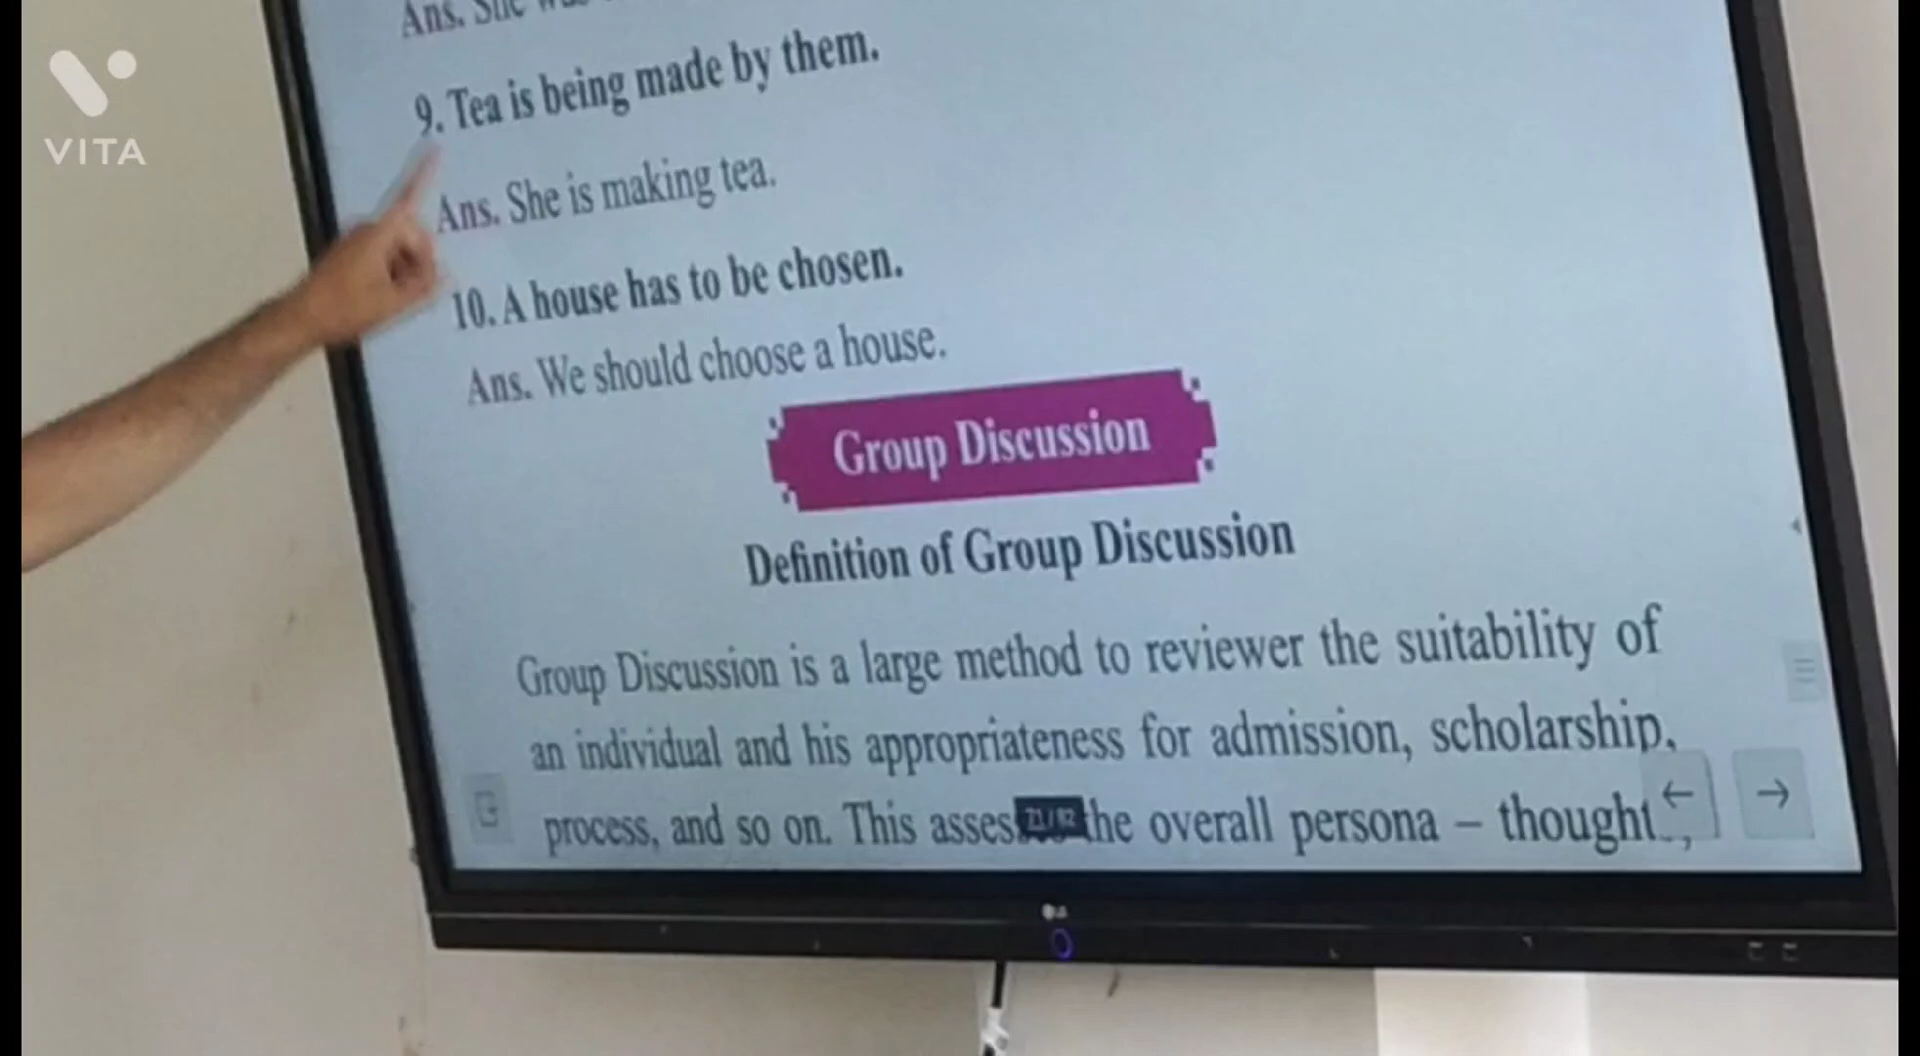 Ans. She was
VITA
9. Tea is being made by them.
Ans. She is making tea.
10. A house has to be chosen.
Ans. We should choose a house.
Group Discussion
Definition of Group Discussion
Group Discussion is a large method to reviewer the suitability of
an individual and his appropriateness for admission, scholarship,
process, and so on. This the overall persona – thought ,